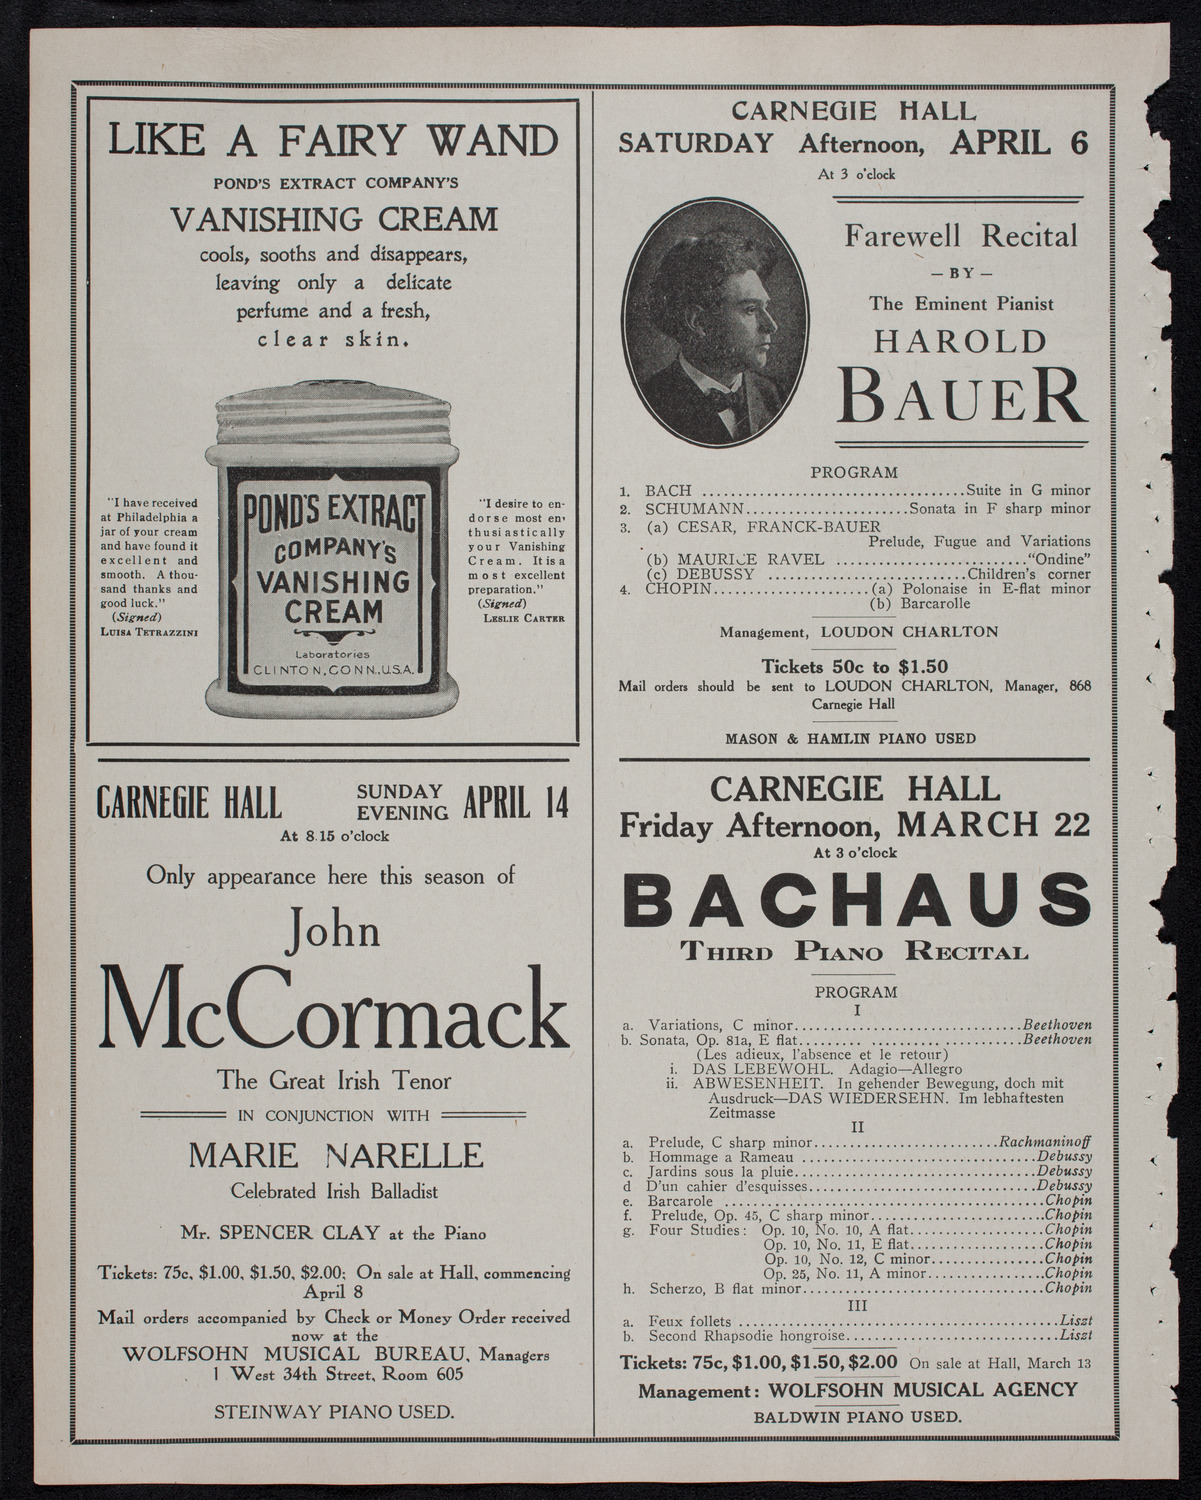 LIKE A FAIRY WAND
POND'S EXTRACT COMPANY'S
VANISHING CREAM
cools, sooths and disappears,
leaving only a delicate
perfume and a fresh,
clear skin.
"I have received
at Philadelphia a
jar of your cream
and have found it
excellent and
smooth. A thou-
sand thanks and
good luck."
(Signed)
LUISA TETRAZZINI
POND'S EXTRACT
COMPANY'S
VANISHING
CREAM
Laboratories
CLINTON, CONN., U.S.A.
"I desire to en-
dorse most en-
thusiastically
your Vanishing
Cream. It is a
most excellent
preparation."
(Signed)
LESLIE CARTER
CARNEGIE HALL SUNDAY EVENING APRIL 14
At 8.15 o'clock
Only appearance here this season of
John
McCormack
The Great Irish Tenor
IN CONJUNCTION WITH
MARIE NARELLE
Celebrated Irish Balladist
Mr. SPENCER CLAY at the Piano
Tickets: 75c, $1.00, $1.50, $2.00; On sale at Hall, commencing
April 8
Mail orders accompanied by Check or Money Order received
now at the
WOLFSOHN MUSICAL BUREAU, Managers
1 West 34th Street, Room 605
STEINWAY PIANO USED.
CARNEGIE HALL
SATURDAY Afternoon, APRIL 6
At 3 o'clock
Farewell Recital
— BY —
The Eminent Pianist
HAROLD
BAUER
PROGRAM
1. BACH ....................................Suite in G minor
2. SCHUMANN......................Sonata in F sharp minor
3. (a) CESAR, FRANCK-BAUER
Prelude, Fugue and Variations
(b) MAURICE RAVEL ..........................“Ondine”
(c) DEBUSSY ...........................Children's corner
4. CHOPIN......................(a) Polonaise in E-flat minor
(b) Barcarolle
Management, LOUDON CHARLTON
Tickets 50c to $1.50
Mail orders should be sent to LOUDON CHARLTON, Manager, 868
Carnegie Hall
MASON & HAMLIN PIANO USED
CARNEGIE HALL
Friday Afternoon, MARCH 22
At 3 o'clock
BACHAUS
THIRD PIANO RECITAL
PROGRAM
I
a. Variations, C minor...............................Beethoven
b. Sonata, Op. 81a, E flat......... ......... ...........Beethoven
(Les adieux, l'absence et le retour)
i. DAS LEBEWOHL. Adagio—Allegro
ii. ABWESENHEIT. In gehender Bewegung, doch mit
Ausdruck—DAS WIEDERSEHN. Im lebhaftesten
Zeitmasse
II
a. Prelude, C sharp minor.........................Rachmaninoff
b. Hommage a Rameau ................................Debussy
c. Jardins sous la pluie.................................Debussy
d D'un cahier d'esquisses...............................Debussy
e. Barcarole ...........................................Chopin
f. Prelude, Op. 45, C sharp minor........................Chopin
g. Four Studies: Op. 10, No. 10, A flat...................Chopin
Op. 10, No. 11, E flat...................Chopin
Op. 10, No. 12, C minor................Chopin
Op. 25, No. 11, A minor................Chopin
h. Scherzo, B flat minor.................................Chopin
III
a. Feux follets ............................................Liszt
b. Second Rhapsodie hongroise.............................Liszt
Tickets: 75c, $1.00, $1.50, $2.00 On sale at Hall, March 13
Management: WOLFSOHN MUSICAL AGENCY
BALDWIN PIANO USED.